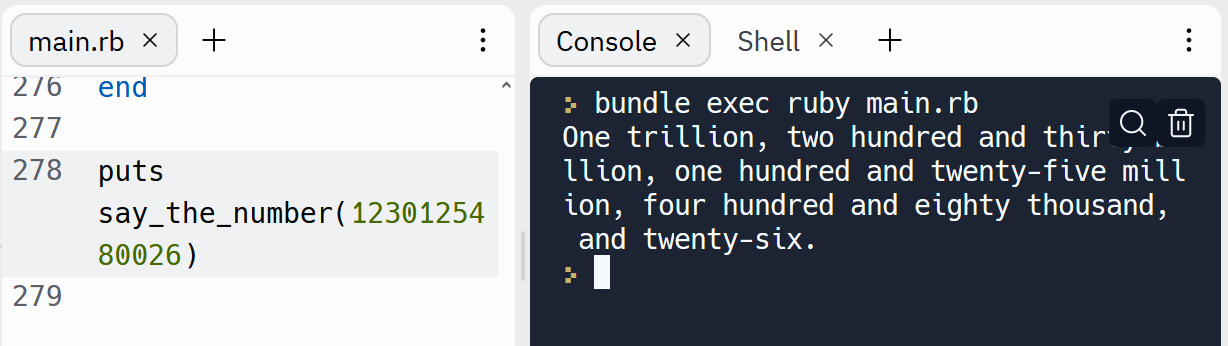 main.rb
276 end
277
278 puts
say_the_number(12301254
80026)
279
Console Shell
bundle exec ruby main.rb
One trillion, two hundred and
llion, one hundred and twenty-five mill
ion, four hundred and eighty thousand,
and twenty-six.